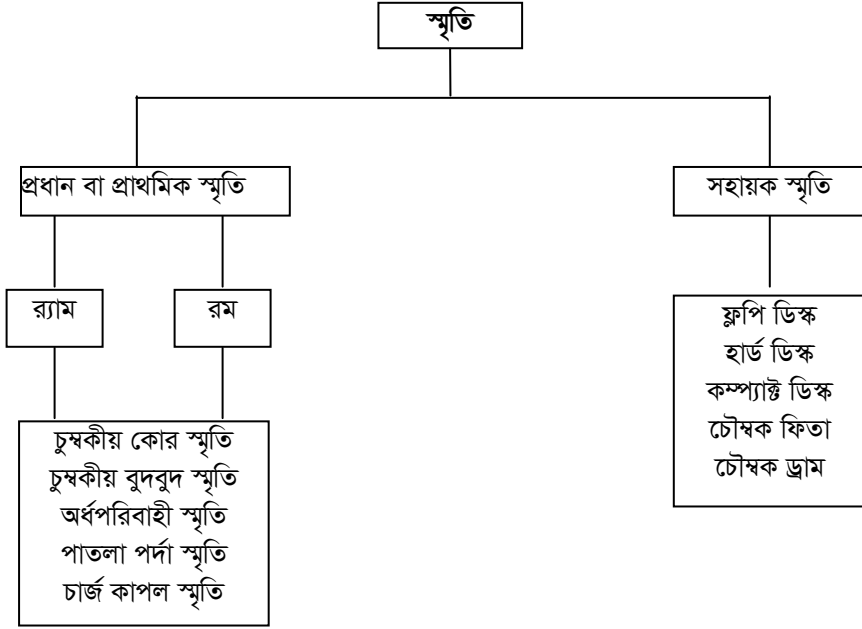 স্মৃতি
প্রধান বা প্রাথমিক স্মৃতি
সহায়ক স্মৃতি
র‍্যাম
রম
ফ্লপি ডিস্ক
হার্ড ডিস্ক
কম্প্যাক্ট ডিস্ক
চৌম্বক ফিতা
চৌম্বক ড্রাম
চুম্বকীয় কোর স্মৃতি
চুম্বকীয় বুদবুদ স্মৃতি
অর্ধপরিবাহী স্মৃতি
পাতলা পর্দা স্মৃতি
চার্জ কাপল স্মৃতি